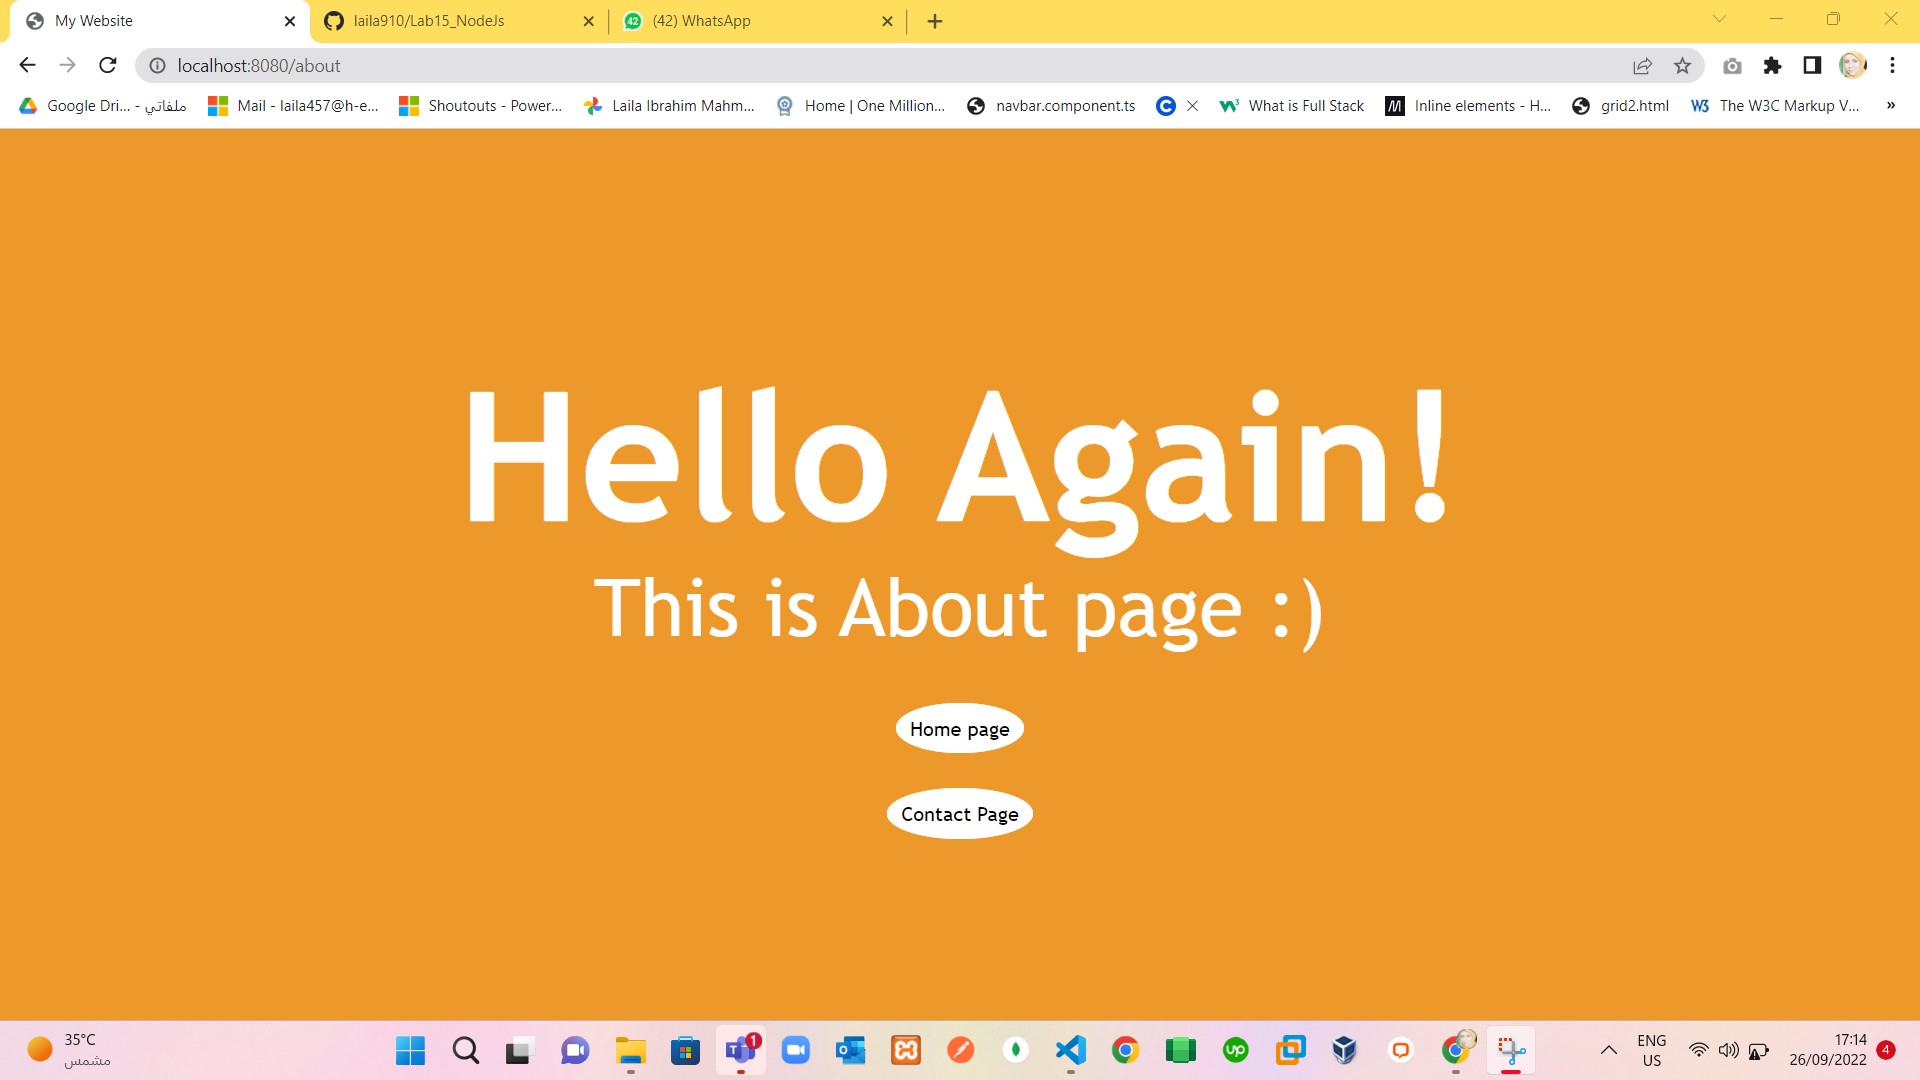 My Website
laila910/Lab15_NodeJs
42
(42) WhatsApp
localhost:8080/about
Google Dri... - ملفاتي
Mail - laila457@h-e...
Shoutouts - Power...
Laila Ibrahim Mahm...
Home | One Million...
navbar.component.ts
What is Full Stack
Inline elements - H...
grid2.html
W3
The W3C Markup V...
»
Hello Again!
This is About page :)
Home page
Contact Page
35°C
مشمس
1
up
ENG
US
17:14
26/09/2022
4